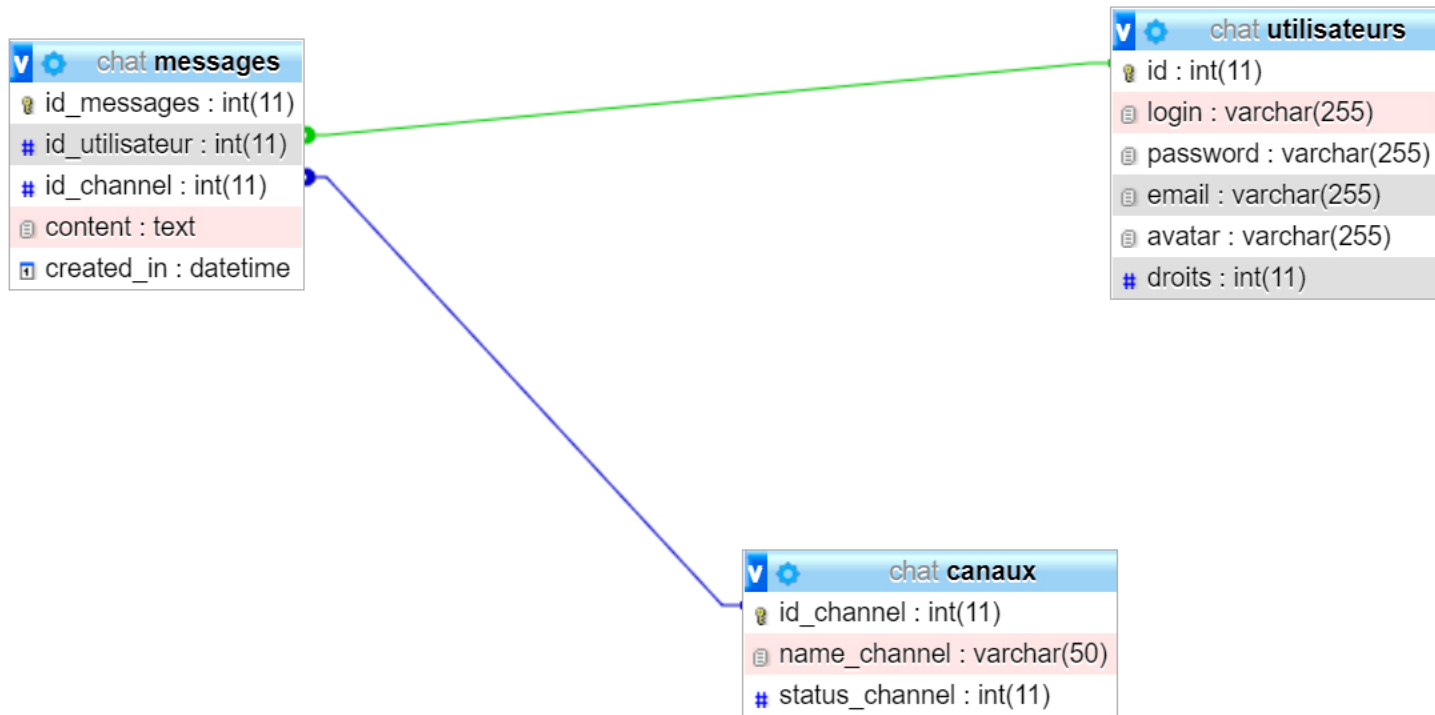 v chat messages
id_messages : int(11)
# id_utilisateur : int(11)
# id_channel : int(11)
content : text
created_in : datetime
v chat utilisateurs
id : int(11)
login : varchar(255)
password : varchar(255)
email : varchar(255)
avatar : varchar(255)
# droits : int(11)
v chat canaux
id_channel : int(11)
name_channel : varchar(50)
# status_channel : int(11)